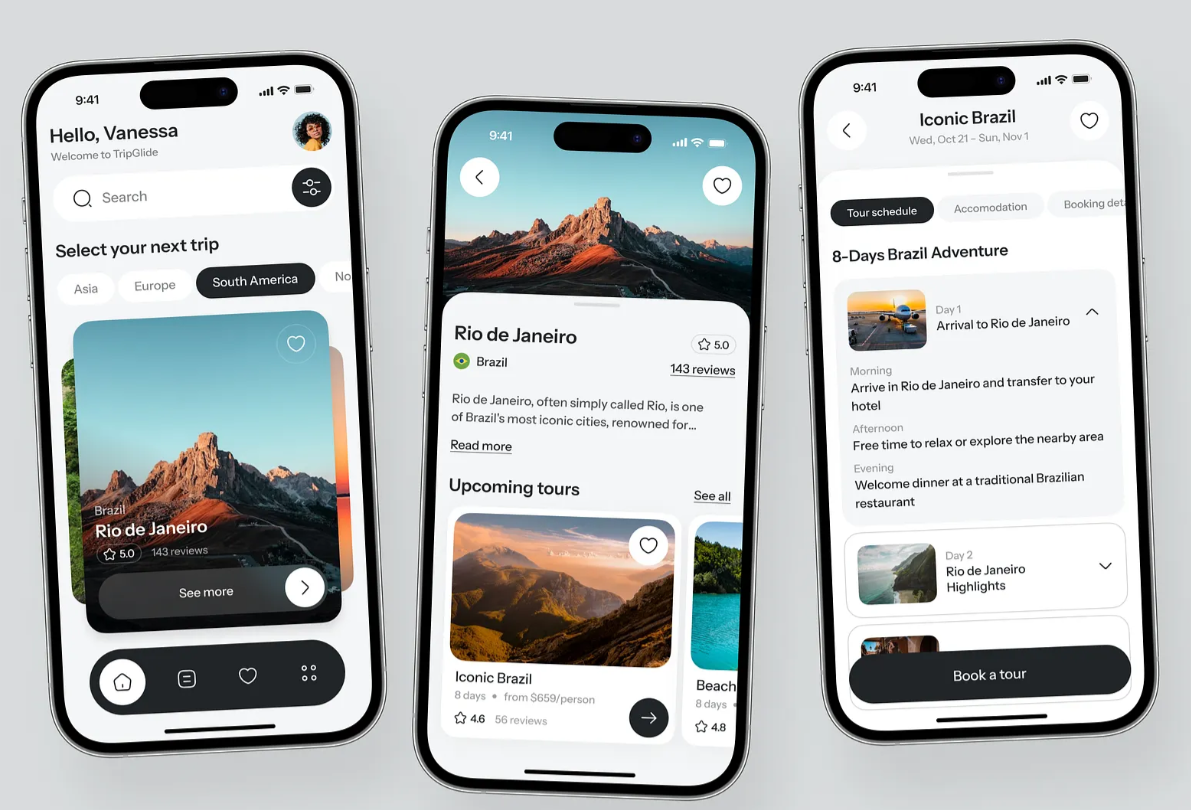 9:41
Hello, Vanessa
Welcome to TripGlide
Search
Select your next trip
Asia
Europe
South America
No
Brazil
Rio de Janeiro
5.0
143 reviews
See more
9:41
Rio de Janeiro
5.0
Brazil
143 reviews
Rio de Janeiro, often simply called Rio, is one
of Brazil's most iconic cities, renowned for...
Read more
Upcoming tours
See all
Iconic Brazil
8 days • from $659/person
4.6
56 reviews
Beach
8 days •
4.8
9:41
Iconic Brazil
Wed, Oct 21 – Sun, Nov 1
Tour schedule
Accomodation
Booking deta
8-Days Brazil Adventure
Day 1
Arrival to Rio de Janeiro
Morning
Arrive in Rio de Janeiro and transfer to your
hotel
Afternoon
Free time to relax or explore the nearby area
Evening
Welcome dinner at a traditional Brazilian
restaurant
Day 2
Rio de Janeiro
Highlights
Book a tour